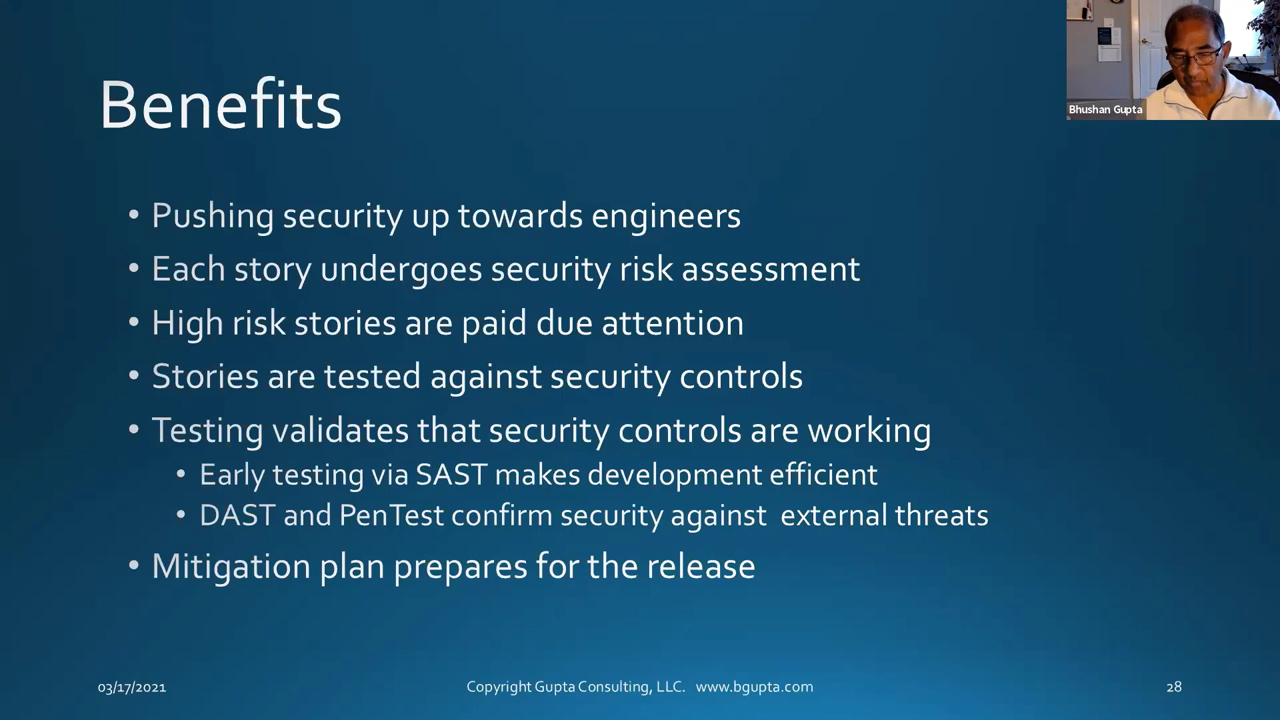 Benefits
Bhushan Gupta
• Pushing security up towards engineers
• Each story undergoes security risk assessment
• High risk stories are paid due attention
• Stories are tested against security controls
• Testing validates that security controls are working
• Early testing via SAST makes development efficient
• DAST and PenTest confirm security against  external threats
• Mitigation plan prepares for the release
03/17/2021
Copyright Gupta Consulting, LLC.   www.bgupta.com
28